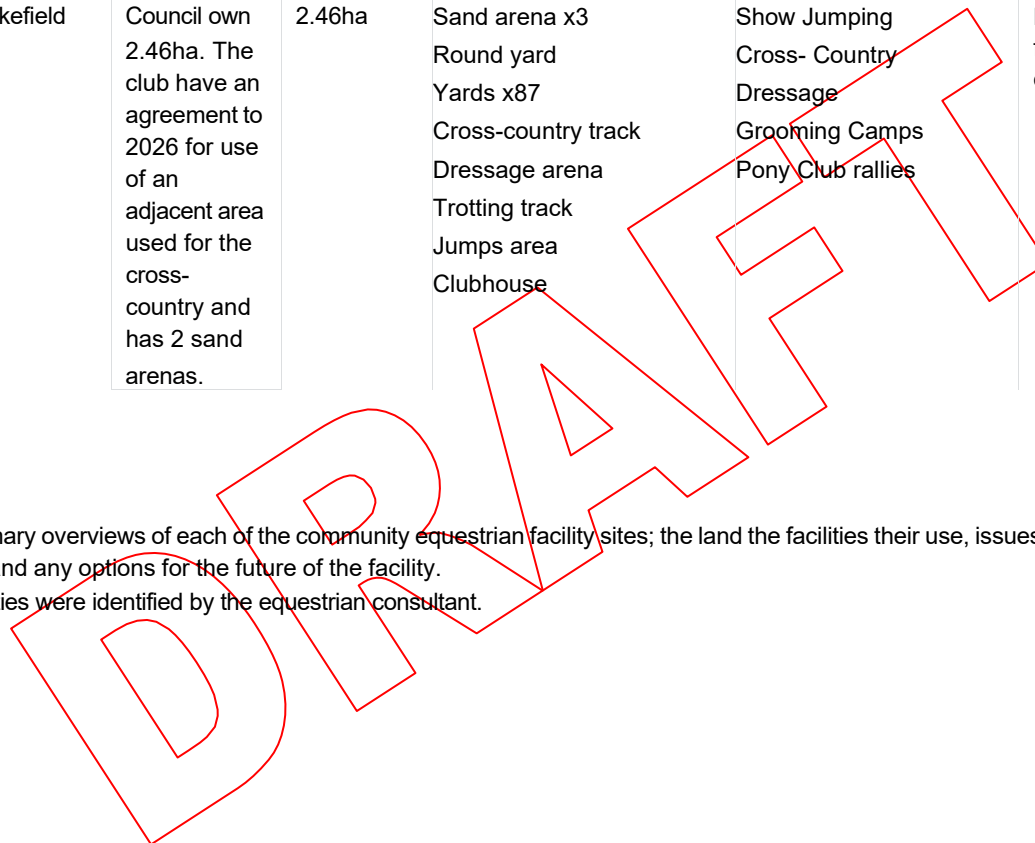 kefield
Council own
2.46ha. The
club have an
agreement to
2026 for use
of an
adjacent area
used for the
cross-
country and
has 2 sand
arenas.
2.46ha
Sand arena x3
Round yard
Yards x87
Cross-country track
Dressage arena
Trotting track
Jumps area
Clubhouse
Show Jumping
Cross- Country
Dressage
Grooming Camps
Pony Club rallies
nary overviews of each of the community equestrian facility sites; the land the facilities their use, issues
nd any options for the future of the facility.
ties were identified by the equestrian consultant.
DRAFT